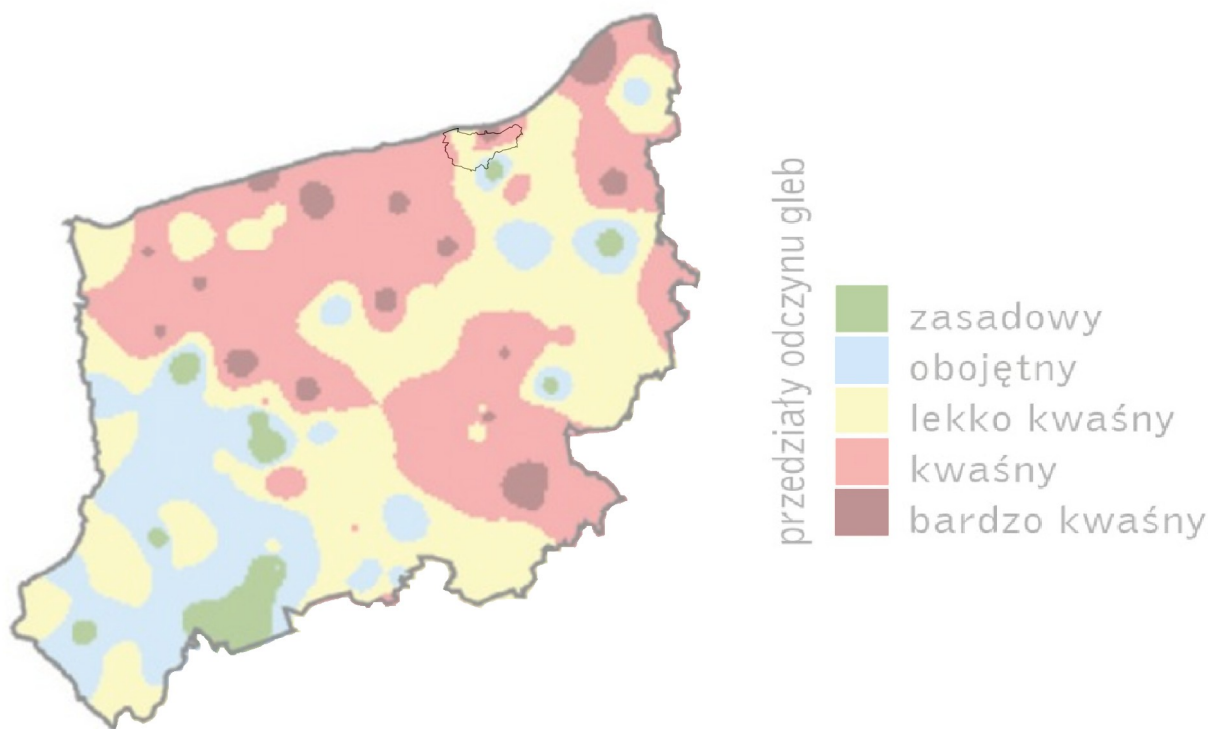 przedziały odczynu gleb
zasadowy
obojętny
lekko kwaśny
kwaśny
bardzo kwaśny